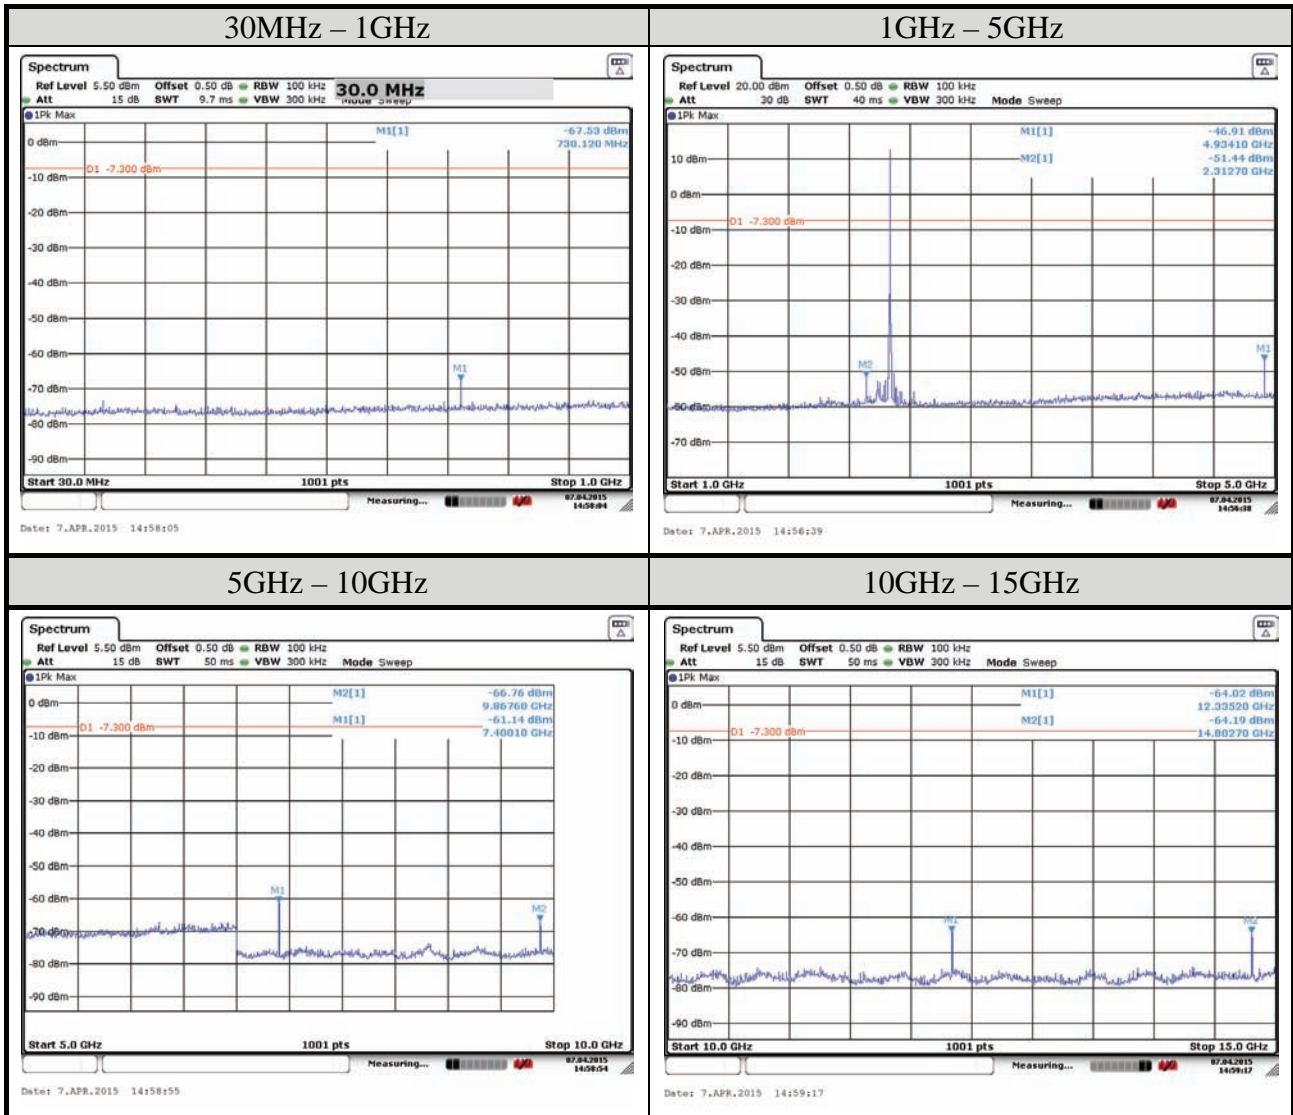 30MHz – 1GHz
Spectrum
Ref Level 5.50 dBm Offset 0.50 dB RBW 100 kHz 30.0 MHz
Att 15 dB SWT 9.7 ms VBW 300 kHz Mode Sweep
1Pk Max
M1[1] -67.53 dBm
730.120 MHz
0 dBm
D1 -7.300 dBm
-10 dBm
-20 dBm
-30 dBm
-40 dBm
-50 dBm
-60 dBm
M1
-70 dBm
-80 dBm
-90 dBm
Start 30.0 MHz 1001 pts Stop 1.0 GHz
Measuring... 07.04.2015
14:58:04
Date: 7.APR.2015 14:58:05
1GHz – 5GHz
Spectrum
Ref Level 20.00 dBm Offset 0.50 dB RBW 100 kHz
Att 30 dB SWT 40 ms VBW 300 kHz Mode Sweep
1Pk Max
M1[1] -46.91 dBm
4.93410 GHz
10 dBm M2[1] -51.44 dBm
2.31270 GHz
0 dBm
D1 -7.300 dBm
-10 dBm
-20 dBm
-30 dBm
-40 dBm
M1
M2
-50 dBm
-60 dBm
-70 dBm
Start 1.0 GHz 1001 pts Stop 5.0 GHz
Measuring... 07.04.2015
14:56:38
Date: 7.APR.2015 14:56:39
5GHz – 10GHz
Spectrum
Ref Level 5.50 dBm Offset 0.50 dB RBW 100 kHz
Att 15 dB SWT 50 ms VBW 300 kHz Mode Sweep
1Pk Max
M2[1] -66.76 dBm
0 dBm 9.86760 GHz
M1[1] -61.14 dBm
D1 -7.300 dBm 7.40010 GHz
-10 dBm
-20 dBm
-30 dBm
-40 dBm
-50 dBm
M1
-60 dBm
M2
-70 dBm
-80 dBm
-90 dBm
Start 5.0 GHz 1001 pts Stop 10.0 GHz
Measuring... 07.04.2015
14:58:54
Date: 7.APR.2015 14:58:55
10GHz – 15GHz
Spectrum
Ref Level 5.50 dBm Offset 0.50 dB RBW 100 kHz
Att 15 dB SWT 50 ms VBW 300 kHz Mode Sweep
1Pk Max
M1[1] -64.02 dBm
0 dBm 12.33520 GHz
M2[1] -64.19 dBm
D1 -7.300 dBm 14.80270 GHz
-10 dBm
-20 dBm
-30 dBm
-40 dBm
-50 dBm
-60 dBm
M1 M2
-70 dBm
-80 dBm
-90 dBm
Start 10.0 GHz 1001 pts Stop 15.0 GHz
Measuring... 07.04.2015
14:59:17
Date: 7.APR.2015 14:59:17